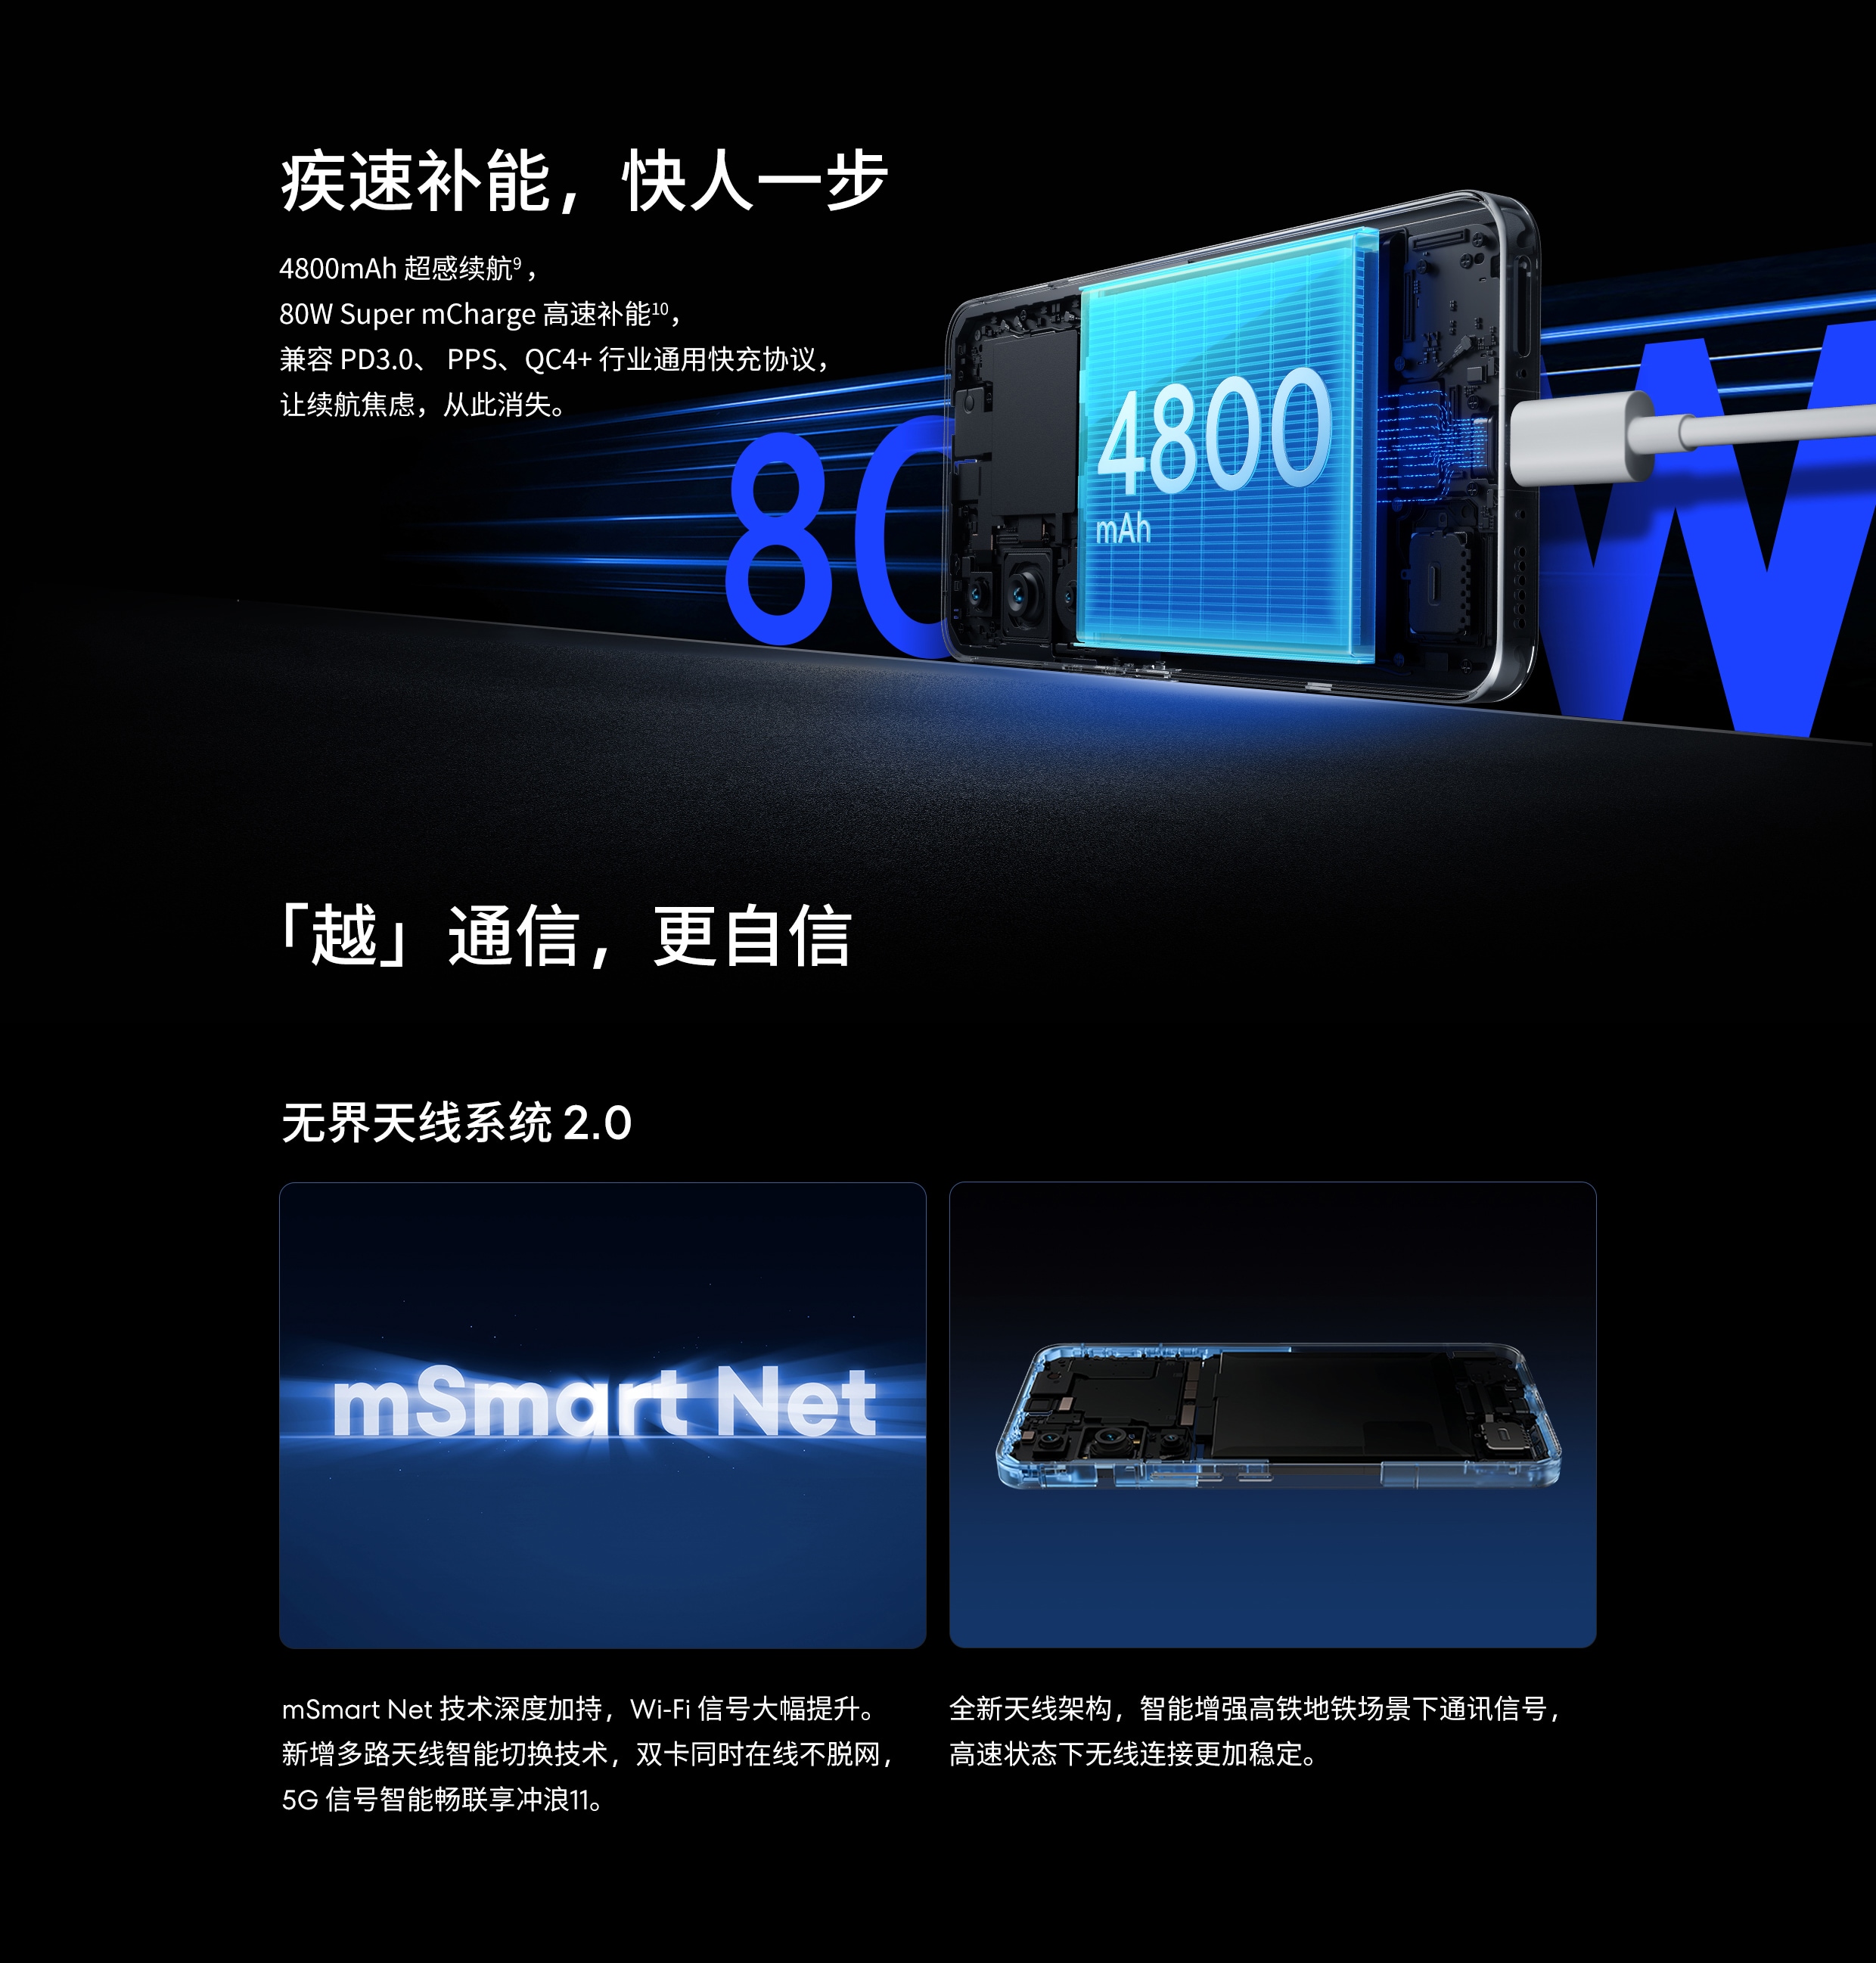 疾速补能，快人一步
4800mAh 超感续航⁹，
80W Super mCharge 高速补能¹⁰，
兼容 PD3.0、 PPS、QC4+ 行业通用快充协议，
让续航焦虑，从此消失。
80W
4800
mAh
「越」通信，更自信
无界天线系统 2.0
mSmart Net
mSmart Net 技术深度加持，Wi-Fi 信号大幅提升。
新增多路天线智能切换技术，双卡同时在线不脱网，
5G 信号智能畅联享冲浪11。
全新天线架构，智能增强高铁地铁场景下通讯信号，
高速状态下无线连接更加稳定。